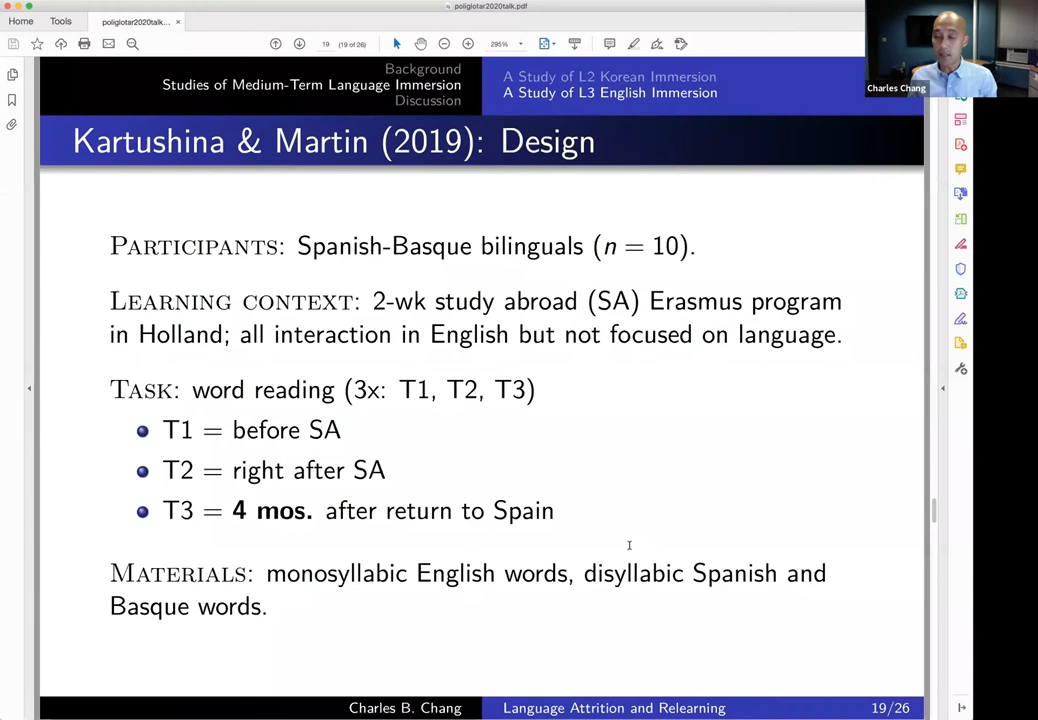 poliglotar2020talk.pdf
Home
Tools
poliglotar2020talk... ×
19
(19 of 26)
295%
Charles Chang
Background
Studies of Medium-Term Language Immersion
Discussion
A Study of L2 Korean Immersion
A Study of L3 English Immersion
Kartushina & Martin (2019): Design
Participants: Spanish-Basque bilinguals (n = 10).
Learning context: 2-wk study abroad (SA) Erasmus program
in Holland; all interaction in English but not focused on language.
Task: word reading (3x: T1, T2, T3)
T1 = before SA
T2 = right after SA
T3 = 4 mos. after return to Spain
Materials: monosyllabic English words, disyllabic Spanish and
Basque words.
Charles B. Chang
Language Attrition and Relearning
19/26